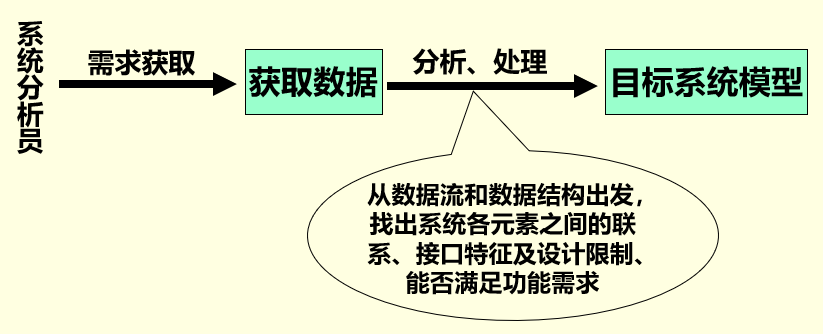 系统分析员
需求获取
获取数据
分析、处理
目标系统模型
从数据流和数据结构出发，
找出系统各元素之间的联
系、接口特征及设计限制、
能否满足功能需求